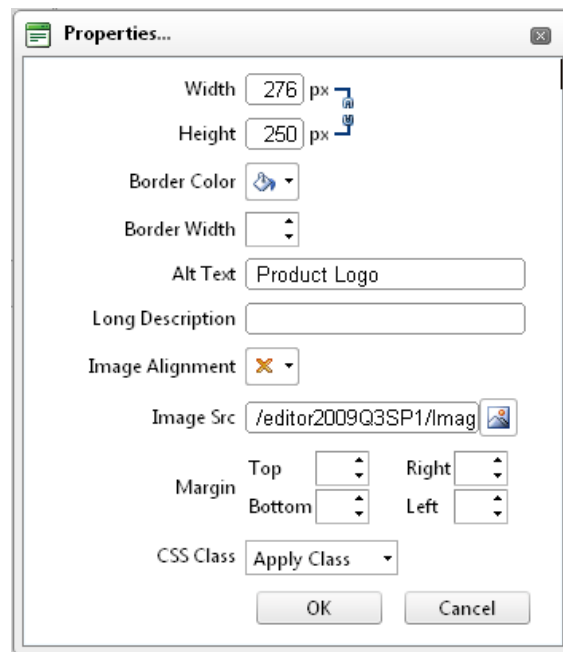 Properties...
Width 276 px
Height 250 px
Border Color
Border Width
Alt Text Product Logo
Long Description
Image Alignment
Image Src /editor2009Q3SP1/Imag
Top Right
Margin
Bottom Left
CSS Class Apply Class
OK Cancel